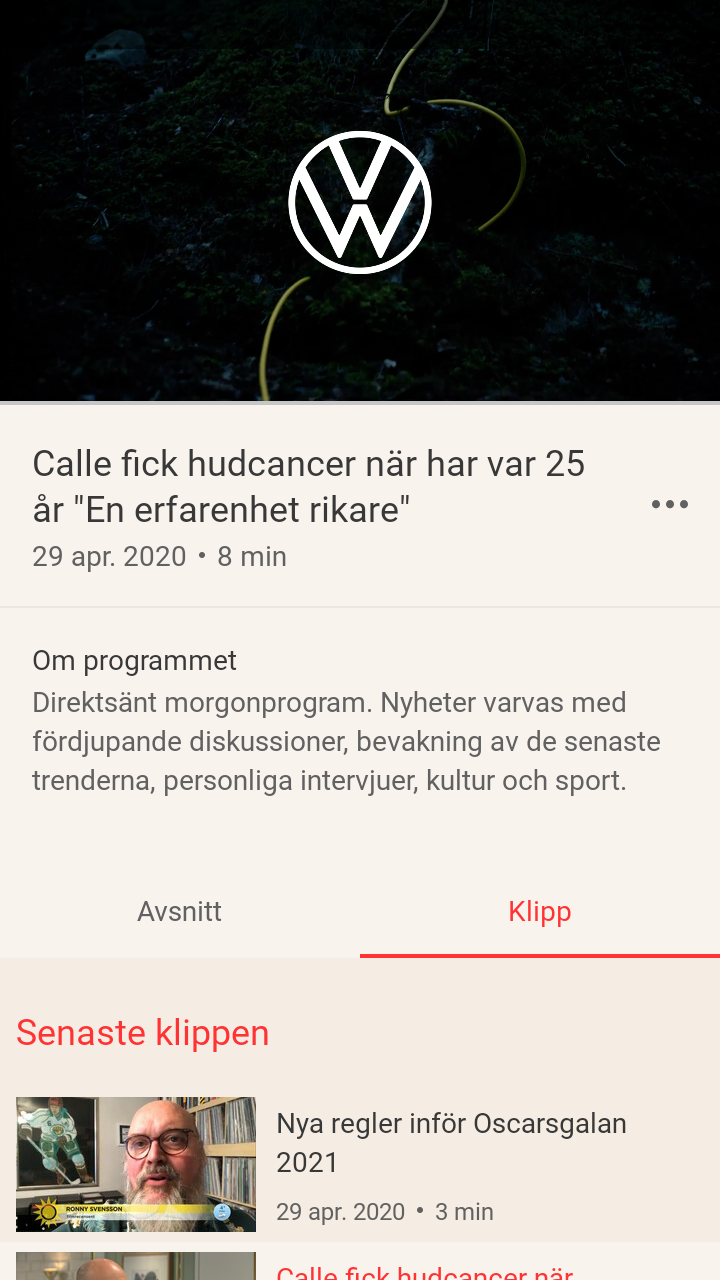 Calle fick hudcancer när har var 25
år "En erfarenhet rikare"
29 apr. 2020 • 8 min
Om programmet
Direktsänt morgonprogram. Nyheter varvas med
fördjupande diskussioner, bevakning av de senaste
trenderna, personliga intervjuer, kultur och sport.
Avsnitt
Klipp
Senaste klippen
RONNY SVENSSON
Nya regler inför Oscarsgalan
2021
29 apr. 2020 • 3 min
Calle fick hudcancer när